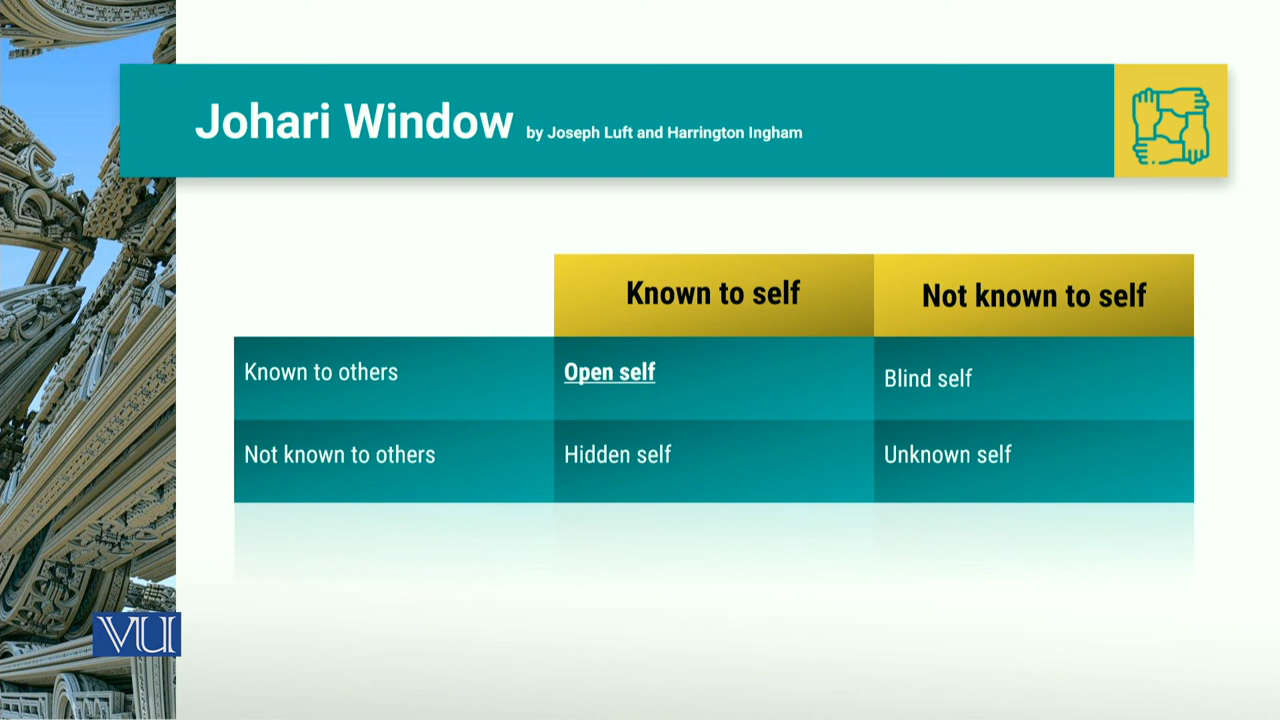 Johari Window by Joseph Luft and Harrington Ingham
Known to self Not known to self
Known to others Open self Blind self
Not known to others Hidden self Unknown self
VU